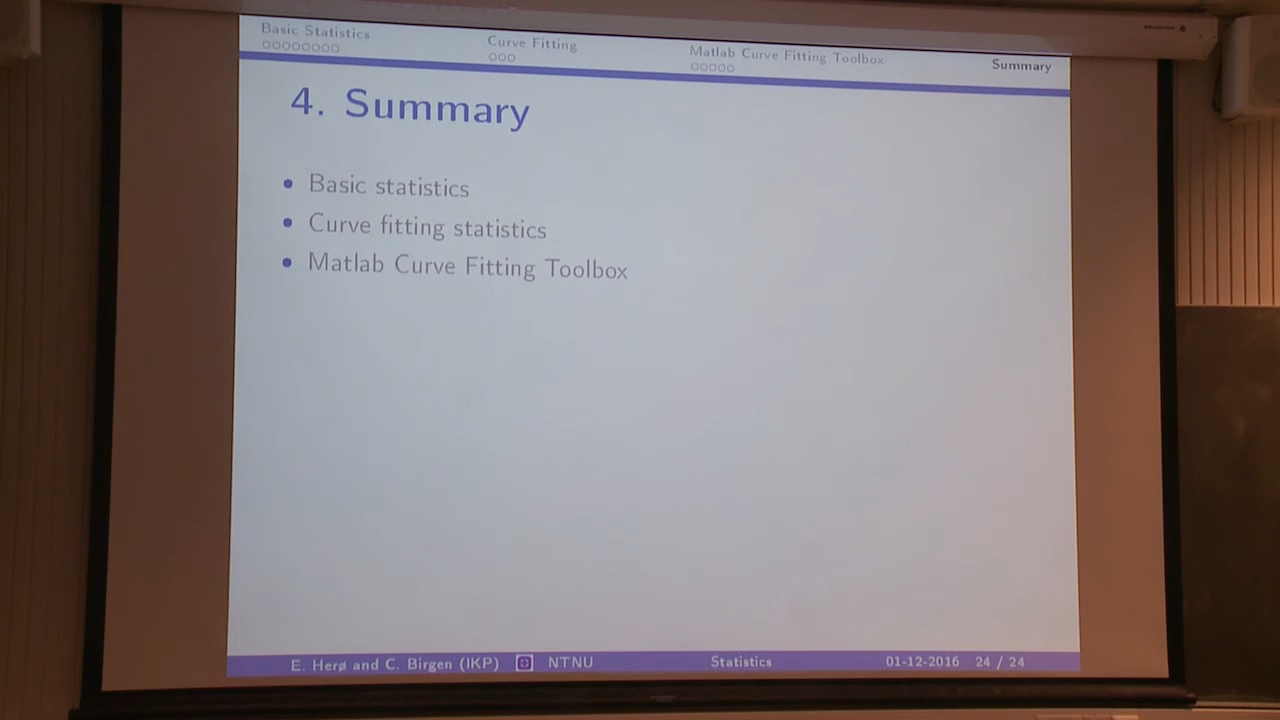 Basic Statistics
Curve Fitting
Matlab Curve Fitting Toolbox
Summary
4. Summary
• Basic statistics
• Curve fitting statistics
• Matlab Curve Fitting Toolbox
E. Herø and C. Birgen (IKP) NTNU Statistics 01-12-2016 24 / 24